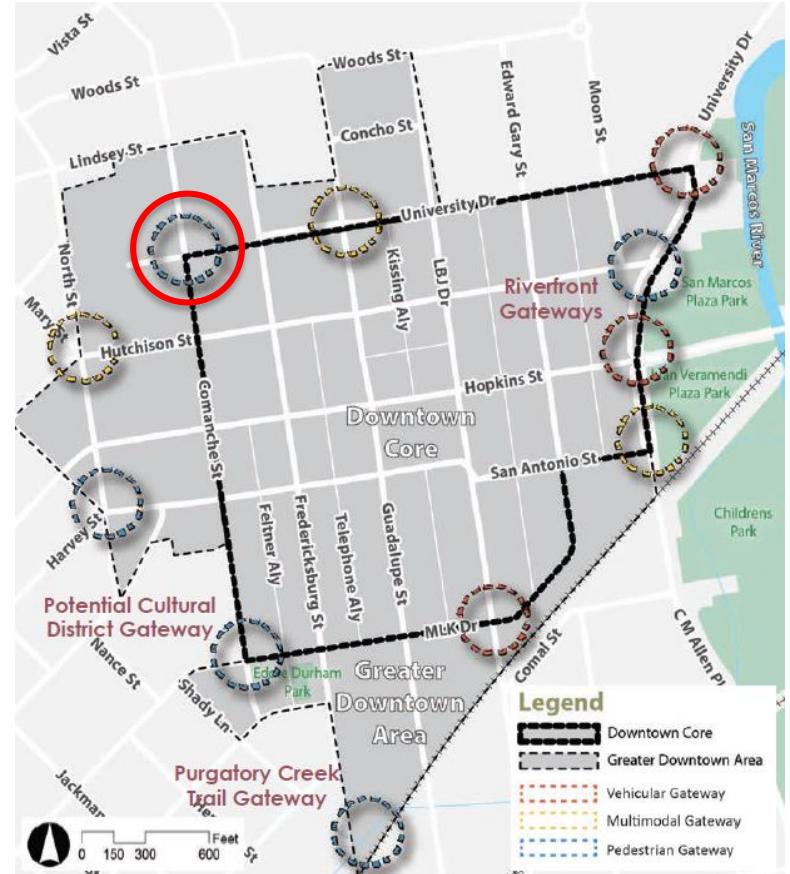 Vista St
Woods St
Woods St
Concho St
Lindsey St
Edward Gary St
Moon St
University Dr
San Marcos River
University Dr
North St
Mary St
Kissing Aly
LBJ Dr
Riverfront
Gateways
San Marcos
Plaza Park
Hutchison St
Comanche St
Hopkins St
Veramendi
Plaza Park
Downtown
Core
San Antonio St
Harvey St
Feltner Aly
Fredericksburg St
Telephone Aly
Guadalupe St
Childrens
Park
Potential Cultural
District Gateway
Nance St
MLK Dr
Comal St
C M Allen
Durham
Park
Shady Ln
Greater
Downtown
Area
Purgatory Creek
Trail Gateway
Legend
Downtown Core
Greater Downtown Area
Vehicular Gateway
Multimodal Gateway
Pedestrian Gateway
Feet
0 150 300 600